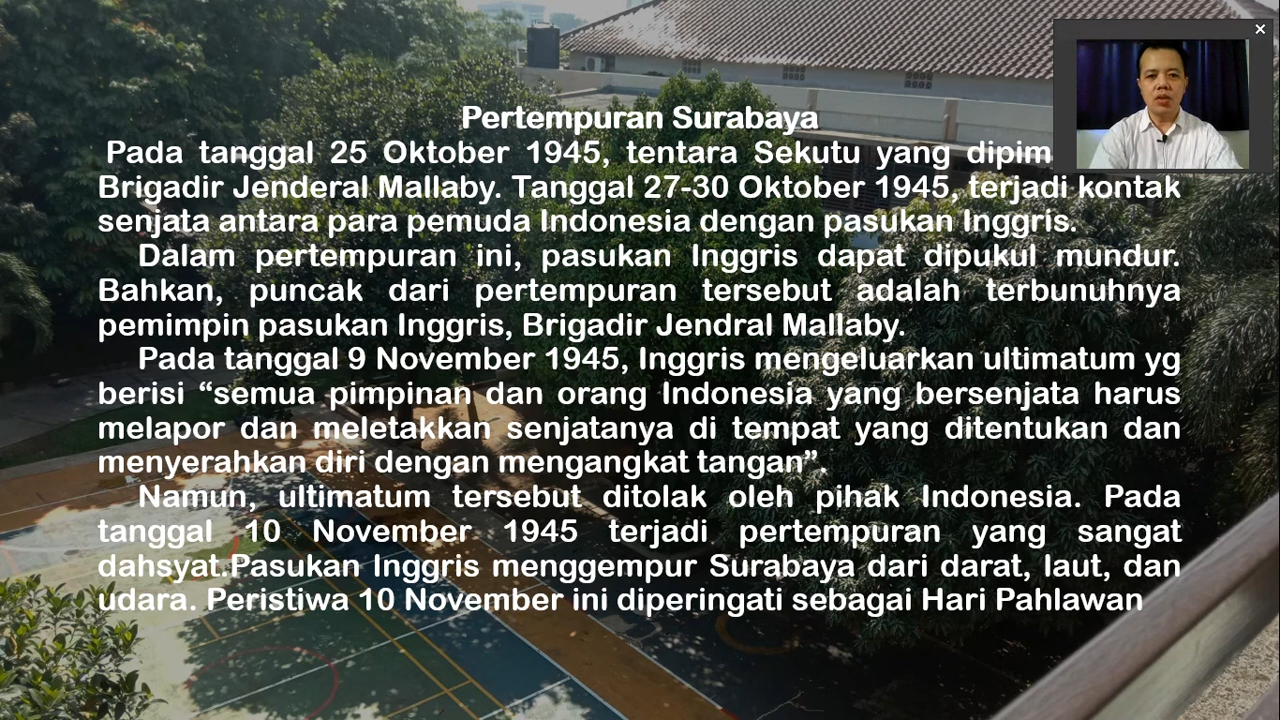 Pertempuran Surabaya
Pada tanggal 25 Oktober 1945, tentara Sekutu yang
Brigadir Jenderal Mallaby. Tanggal 27-30 Oktober 1945, terjadi kontak
senjata antara para pemuda Indonesia dengan pasukan Inggris.
Dalam pertempuran ini, pasukan Inggris dapat dipukul mundur.
Bahkan, puncak dari pertempuran tersebut adalah terbunuhnya
pemimpin pasukan Inggris, Brigadir Jendral Mallaby.
Pada tanggal 9 November 1945, Inggris mengeluarkan ultimatum yg
berisi “semua pimpinan dan orang Indonesia yang bersenjata harus
melapor dan meletakkan senjatanya di tempat yang ditentukan dan
menyerahkan diri dengan mengangkat tangan”.
Namun, ultimatum tersebut ditolak oleh pihak Indonesia. Pada
tanggal 10 November 1945 terjadi pertempuran yang sangat
dahsyat.Pasukan Inggris menggempur Surabaya dari darat, laut, dan
udara. Peristiwa 10 November ini diperingati sebagai Hari Pahlawan